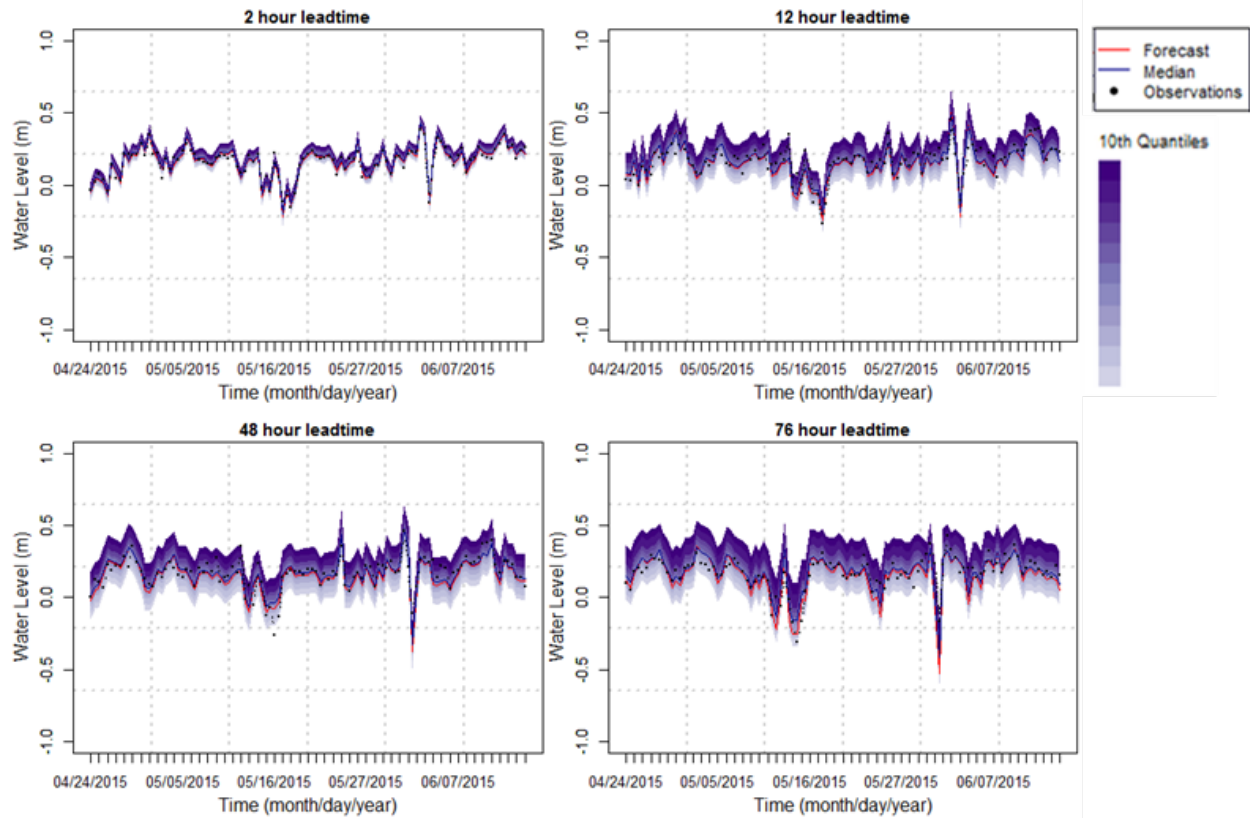 2 hour leadtime
12 hour leadtime
Forecast
Median
Observations
10th Quantiles
Water Level (m)
1.0
0.5
0.0
-0.5
-1.0
04/24/2015 05/05/2015 05/16/2015 05/27/2015 06/07/2015
Time (month/day/year)
Water Level (m)
1.0
0.5
0.0
-0.5
-1.0
04/24/2015 05/05/2015 05/16/2015 05/27/2015 06/07/2015
Time (month/day/year)
48 hour leadtime
Water Level (m)
1.0
0.5
0.0
-0.5
-1.0
04/24/2015 05/05/2015 05/16/2015 05/27/2015 06/07/2015
Time (month/day/year)
76 hour leadtime
Water Level (m)
1.0
0.5
0.0
-0.5
-1.0
04/24/2015 05/05/2015 05/16/2015 05/27/2015 06/07/2015
Time (month/day/year)